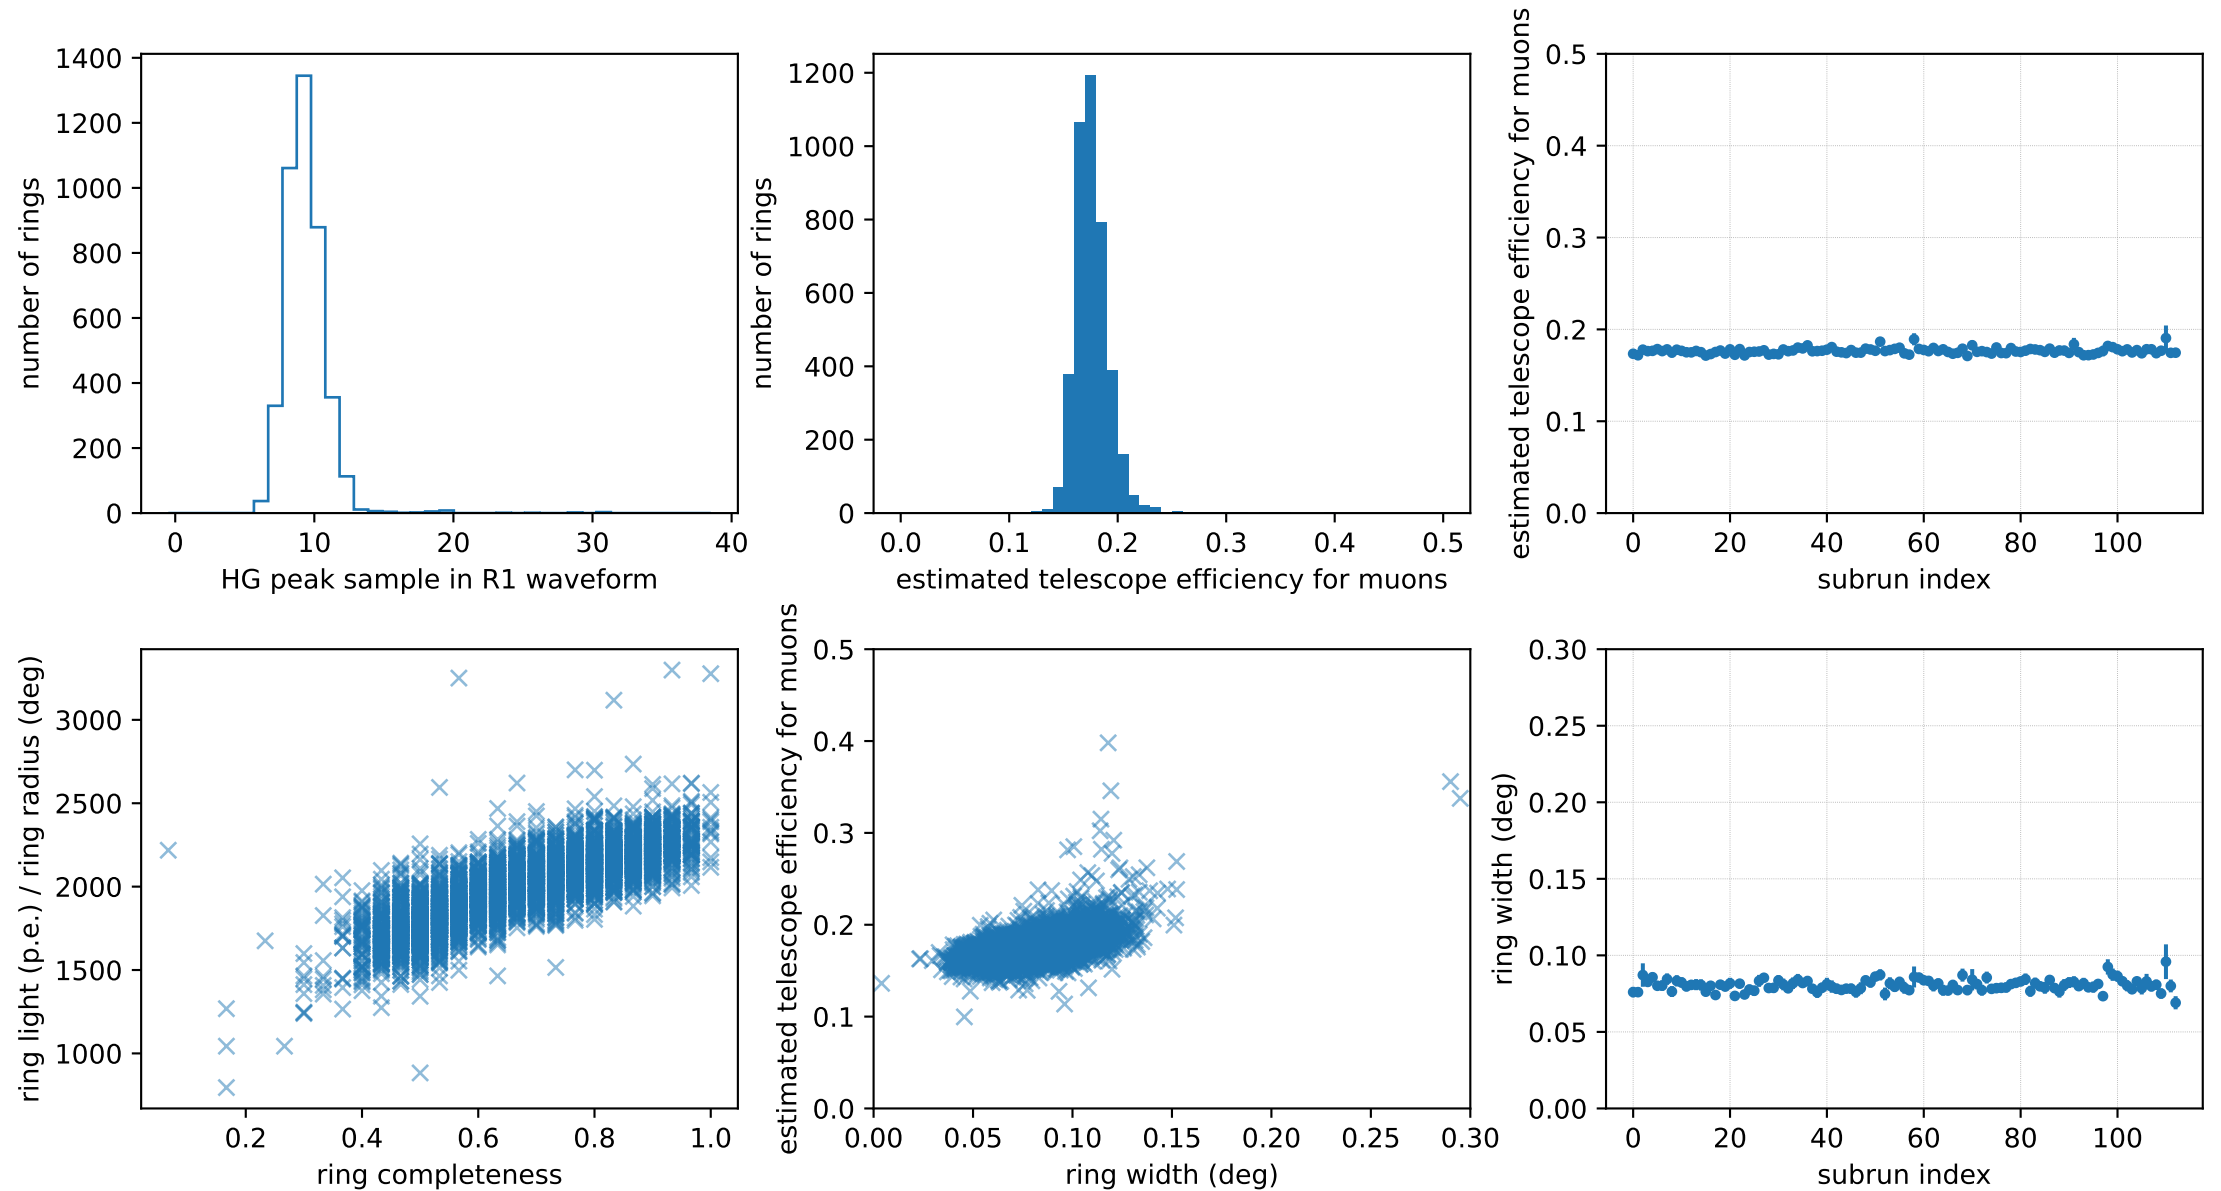 1400
1200
1000
800
600
400
200
0
number of rings
0 10 20 30 40
HG peak sample in R1 waveform
1200
1000
800
600
400
200
0
number of rings
0.0 0.1 0.2 0.3 0.4 0.5
estimated telescope efficiency for muons
0.5
0.4
0.3
0.2
0.1
0.0
estimated telescope efficiency for muons
0 20 40 60 80 100
subrun index
3000
2500
2000
1500
1000
ring light (p.e.) / ring radius (deg)
0.2 0.4 0.6 0.8 1.0
ring completeness
0.5
0.4
0.3
0.2
0.1
0.0
estimated telescope efficiency for muons
0.00 0.05 0.10 0.15 0.20 0.25 0.30
ring width (deg)
0.30
0.25
0.20
0.15
0.10
0.05
0.00
ring width (deg)
0 20 40 60 80 100
subrun index